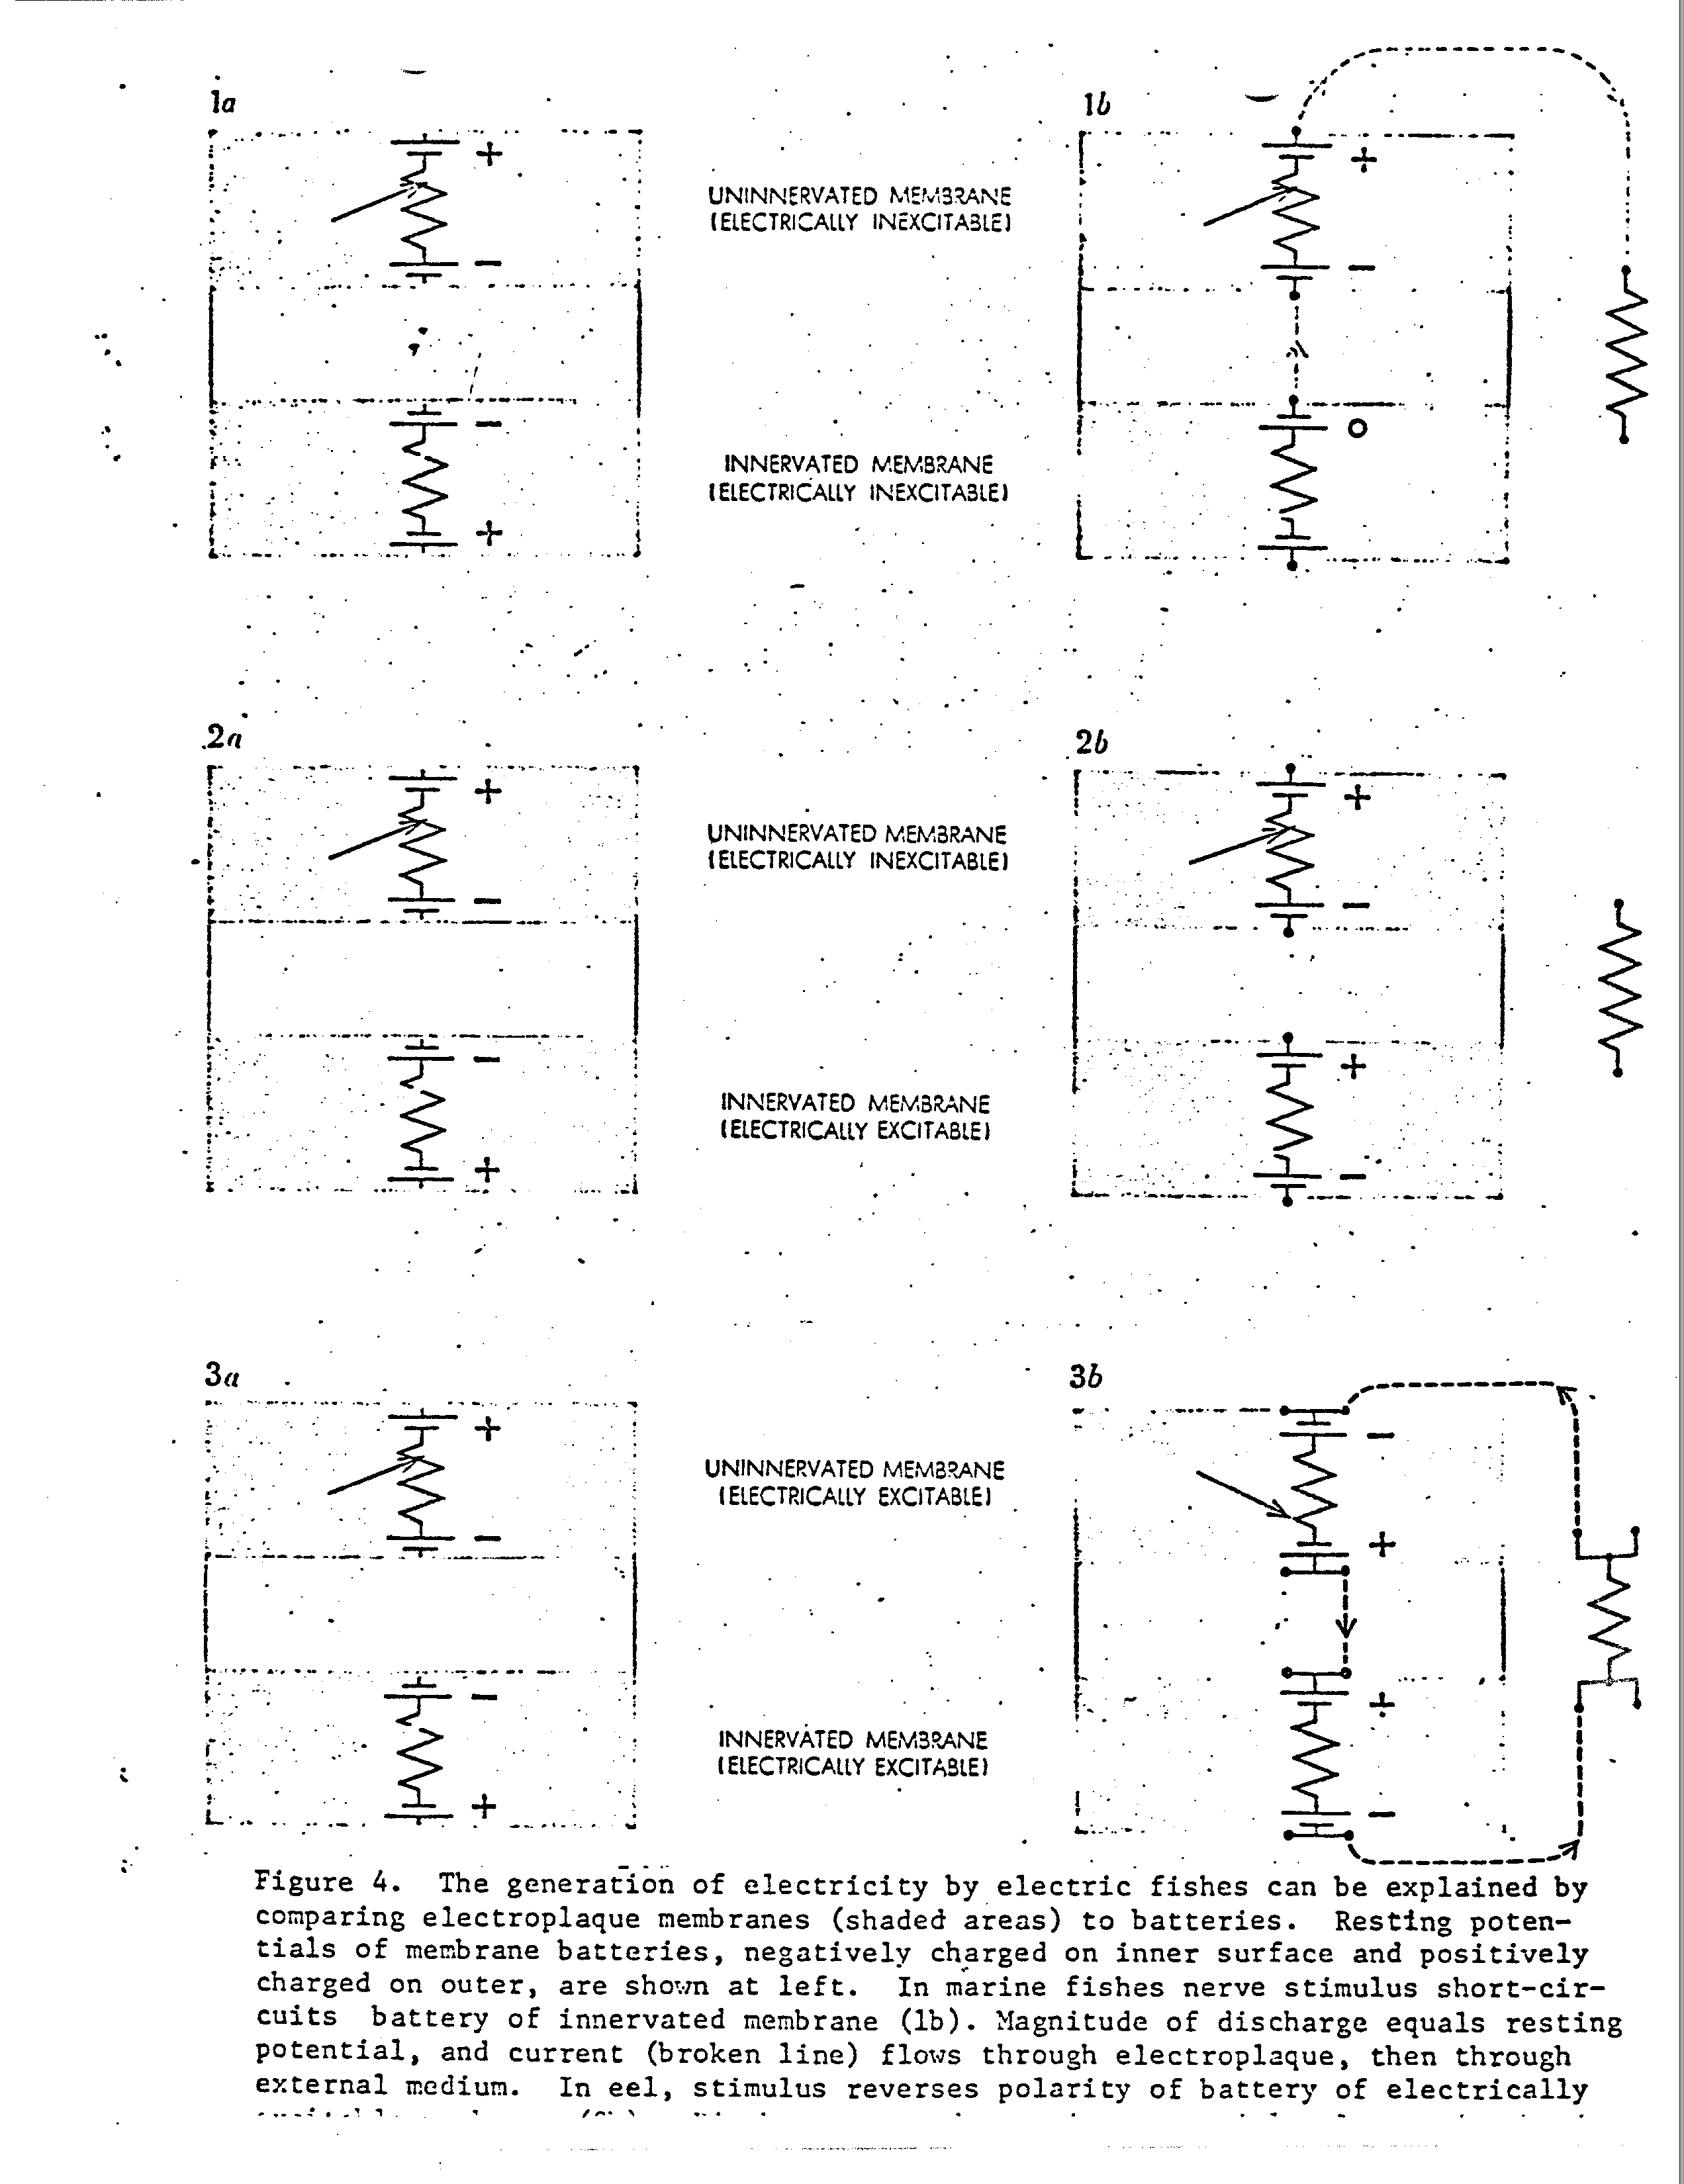 1a
1b
+
+
UNINNERVATED MEMBRANE
(ELECTRICALLY INEXCITABLE)
−
−
−
O
INNERVATED MEMBRANE
(ELECTRICALLY INEXCITABLE)
+
2a
2b
+
+
UNINNERVATED MEMBRANE
(ELECTRICALLY INEXCITABLE)
−
−
−
+
INNERVATED MEMBRANE
(ELECTRICALLY EXCITABLE)
+
−
3a
3b
+
−
UNINNERVATED MEMBRANE
(ELECTRICALLY EXCITABLE)
−
+
−
+
INNERVATED MEMBRANE
(ELECTRICALLY EXCITABLE)
+
−
Figure 4. The generation of electricity by electric fishes can be explained by
comparing electroplaque membranes (shaded areas) to batteries. Resting poten-
tials of membrane batteries, negatively charged on inner surface and positively
charged on outer, are shown at left. In marine fishes nerve stimulus short-cir-
cuits battery of innervated membrane (1b). Magnitude of discharge equals resting
potential, and current (broken line) flows through electroplaque, then through
external medium. In eel, stimulus reverses polarity of battery of electrically